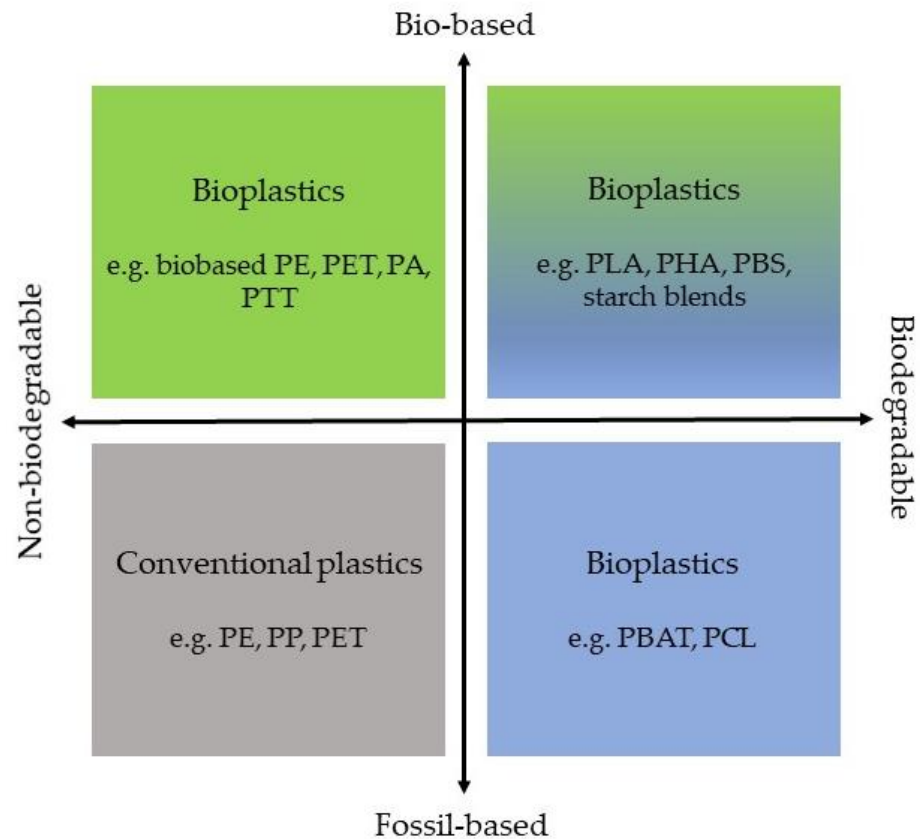 Bio-based
Bioplastics
e.g. biobased PE, PET, PA,
PTT
Bioplastics
e.g. PLA, PHA, PBS,
starch blends
Non-biodegradable
Biodegradable
Conventional plastics
e.g. PE, PP, PET
Bioplastics
e.g. PBAT, PCL
Fossil-based